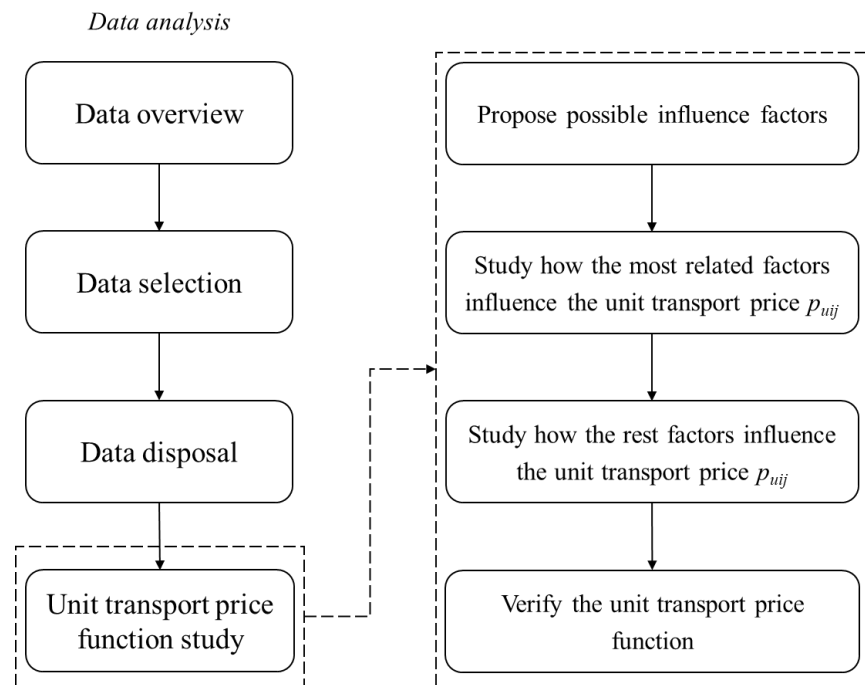 Data analysis
Data overview
Data selection
Data disposal
Unit transport price
function study
Propose possible influence factors
Study how the most related factors
influence the unit transport price p_uij
Study how the rest factors influence
the unit transport price p_uij
Verify the unit transport price
function